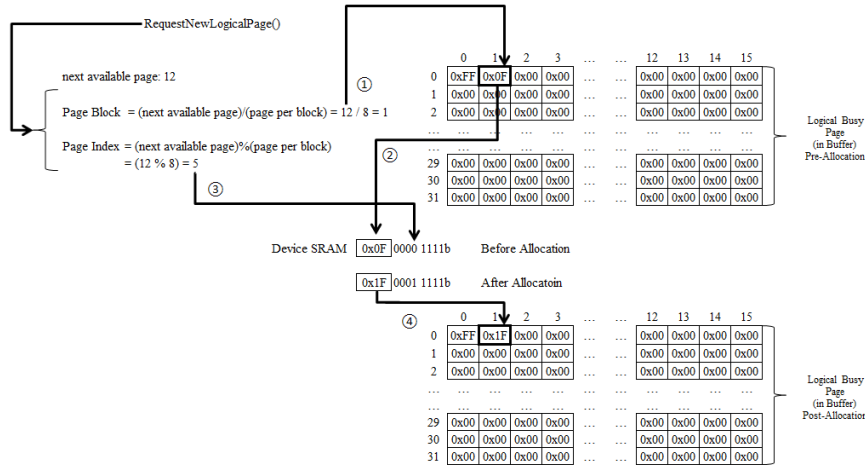 RequestNewLogicalPage()
next available page: 12
①
Page Block = (next available page)/(page per block) = 12 / 8 = 1
Page Index = (next available page)%(page per block)
= (12 % 8) = 5
②
③
0 1 2 3 … … 12 13 14 15
0 0xFF 0x0F 0x00 0x00 … … 0x00 0x00 0x00 0x00
1 0x00 0x00 0x00 0x00 … … 0x00 0x00 0x00 0x00
2 0x00 0x00 0x00 0x00 … … 0x00 0x00 0x00 0x00
… … … … … … … … … … …
… … … … … … … … … … …
29 0x00 0x00 0x00 0x00 … … 0x00 0x00 0x00 0x00
30 0x00 0x00 0x00 0x00 … … 0x00 0x00 0x00 0x00
31 0x00 0x00 0x00 0x00 … … 0x00 0x00 0x00 0x00
Logical Busy
Page
(in Buffer)
Pre-Allocation
Device SRAM 0x0F 0000 1111b Before Allocation
0x1F 0001 1111b After Allocatoin
④
0 1 2 3 … … 12 13 14 15
0 0xFF 0x1F 0x00 0x00 … … 0x00 0x00 0x00 0x00
1 0x00 0x00 0x00 0x00 … … 0x00 0x00 0x00 0x00
2 0x00 0x00 0x00 0x00 … … 0x00 0x00 0x00 0x00
… … … … … … … … … … …
… … … … … … … … … … …
29 0x00 0x00 0x00 0x00 … … 0x00 0x00 0x00 0x00
30 0x00 0x00 0x00 0x00 … … 0x00 0x00 0x00 0x00
31 0x00 0x00 0x00 0x00 … … 0x00 0x00 0x00 0x00
Logical Busy
Page
(in Buffer)
Post-Allocation